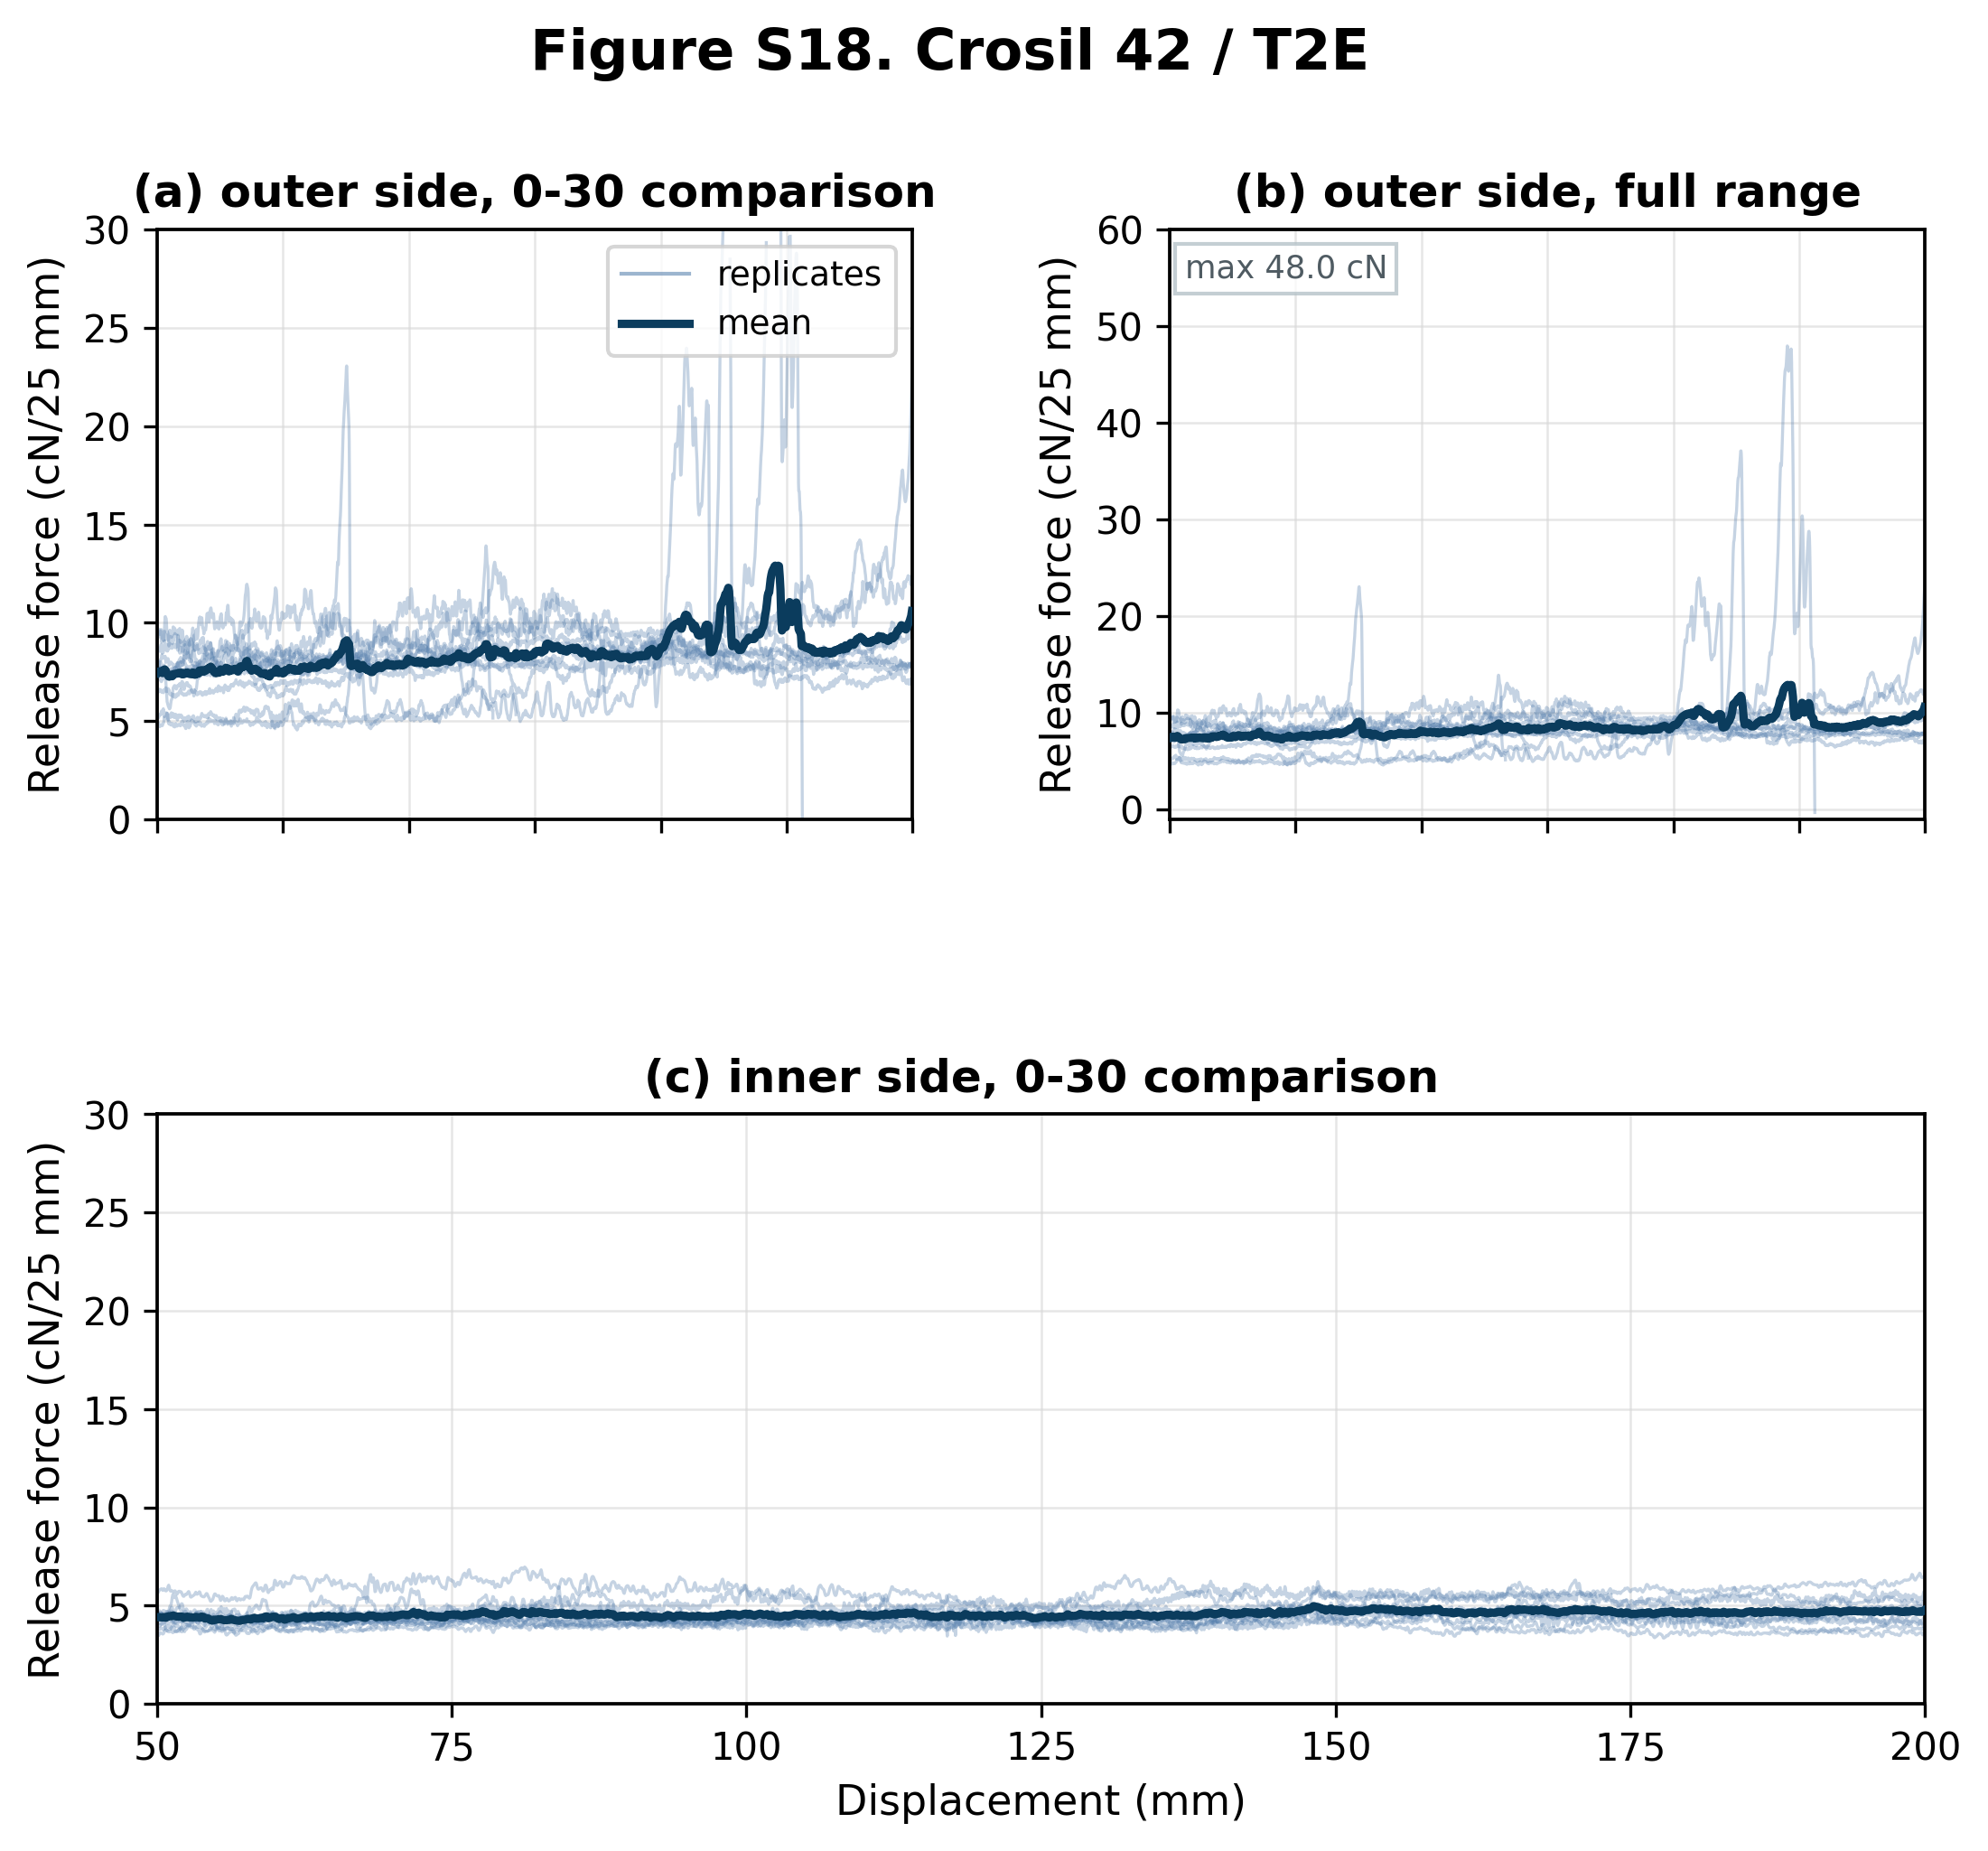 Figure S18. Crosil 42 / T2E
(a) outer side, 0-30 comparison
Release force (cN/25 mm)
30
25
20
15
10
5
0
replicates
mean
(b) outer side, full range
Release force (cN/25 mm)
60
50
40
30
20
10
0
max 48.0 cN
(c) inner side, 0-30 comparison
Release force (cN/25 mm)
30
25
20
15
10
5
0
50 75 100 125 150 175 200
Displacement (mm)